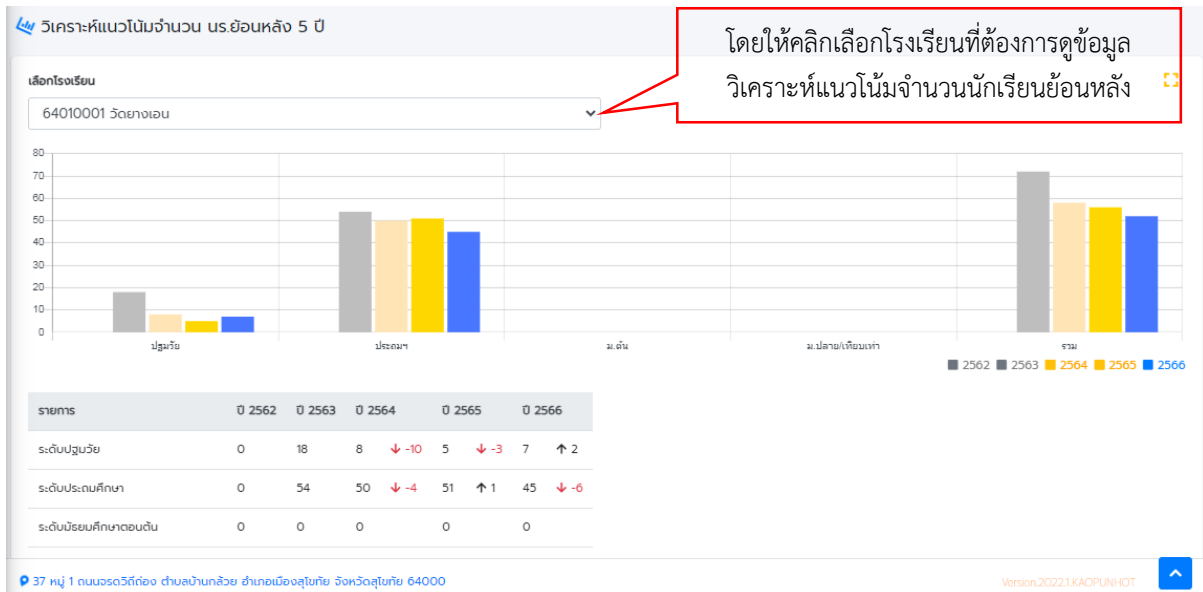 วิเคราะห์แนวโน้มจำนวน นร.ย้อนหลัง 5 ปี
โดยให้คลิกเลือกโรงเรียนที่ต้องการดูข้อมูล
วิเคราะห์แนวโน้มจำนวนนักเรียนย้อนหลัง
เลือกโรงเรียน
64010001 วัดยางเอน
80
70
60
50
40
30
20
10
0
ปฐมวัย ประถมฯ ม.ต้น ม.ปลาย/เทียบเท่า รวม
2562 2563 2564 2565 2566
รายการ ปี 2562 ปี 2563 ปี 2564 ปี 2565 ปี 2566
ระดับปฐมวัย 0 18 8 ↓ -10 5 ↓ -3 7 ↑ 2
ระดับประถมศึกษา 0 54 50 ↓ -4 51 ↑ 1 45 ↓ -6
ระดับมัธยมศึกษาตอนต้น 0 0 0 0 0
37 หมู่ 1 ถนนจรดวิถีถ่อง ตำบลบ้านกล้วย อำเภอเมืองสุโขทัย จังหวัดสุโขทัย 64000
Version.2022.1.KAOPUNHOT